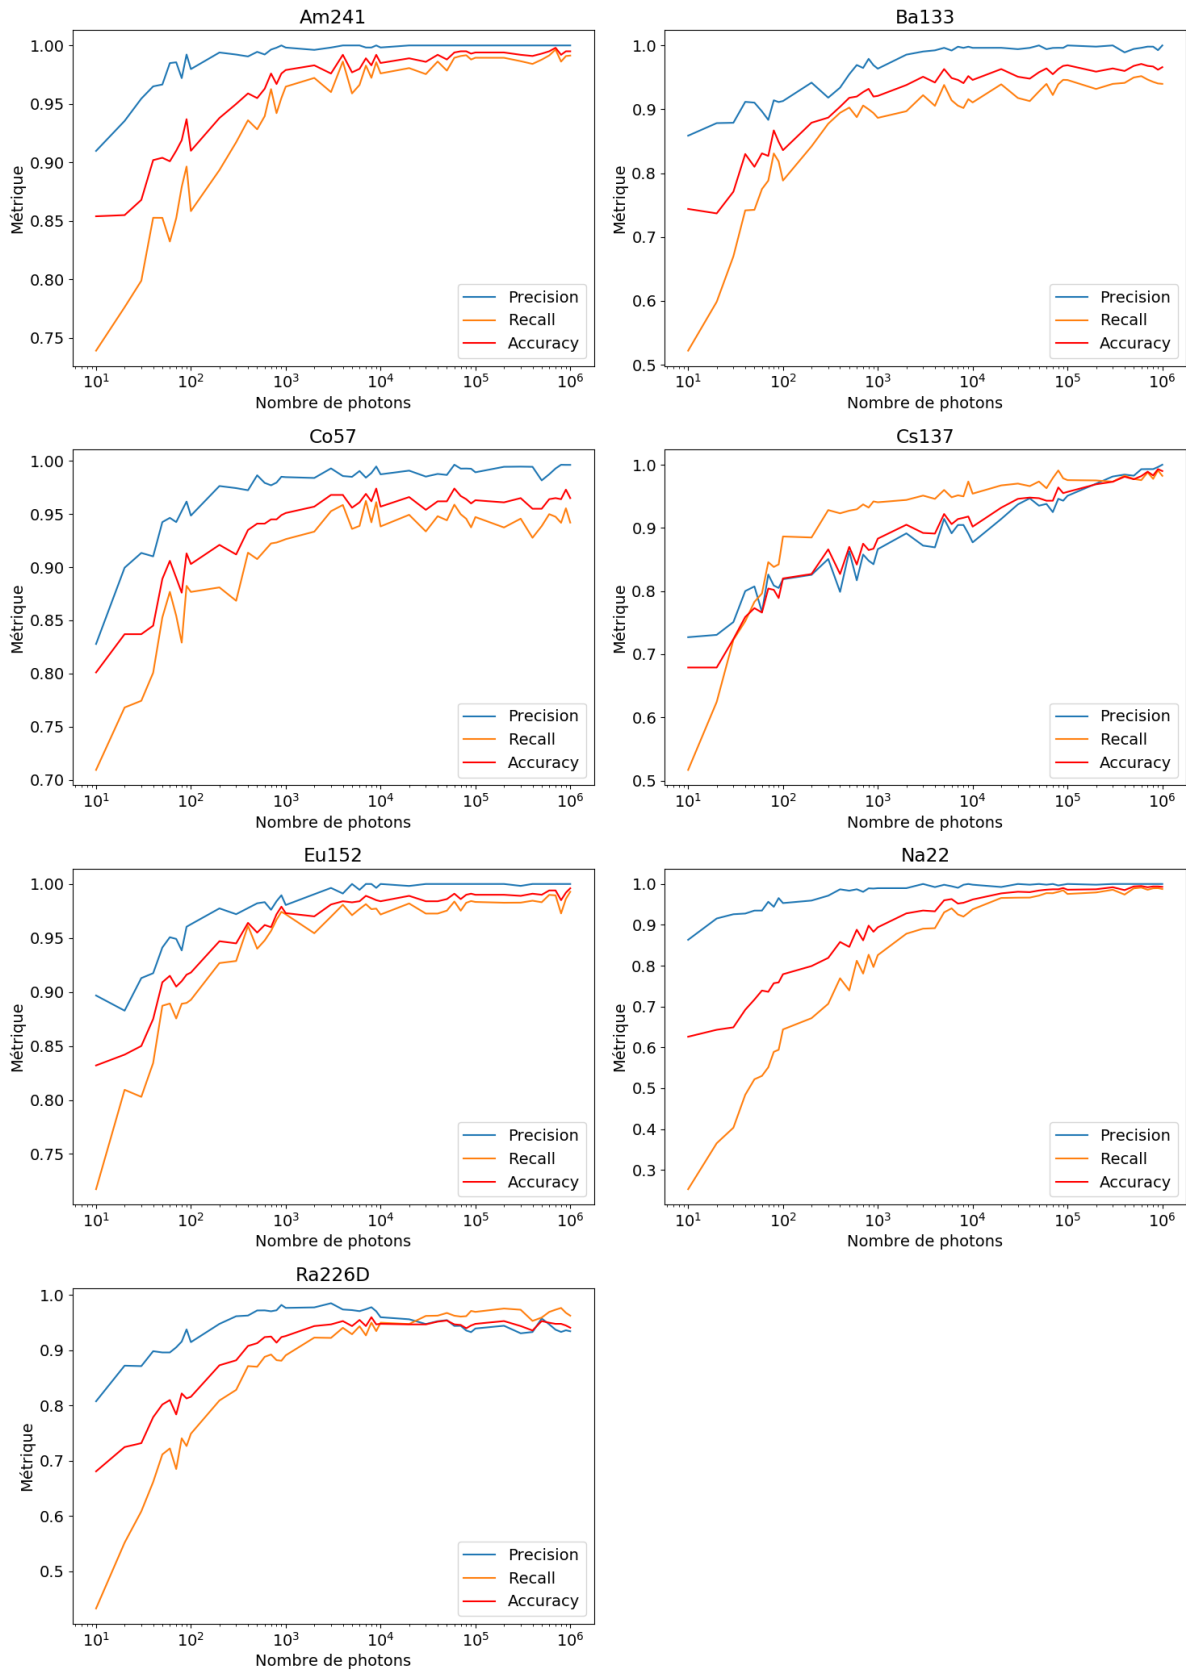 Am241
1.00
0.95
0.90
0.85
0.80
0.75
Métrique
Precision
Recall
Accuracy
10¹ 10² 10³ 10⁴ 10⁵ 10⁶
Nombre de photons
Ba133
1.0
0.9
0.8
0.7
0.6
0.5
Métrique
Precision
Recall
Accuracy
10¹ 10² 10³ 10⁴ 10⁵ 10⁶
Nombre de photons
Co57
1.00
0.95
0.90
0.85
0.80
0.75
0.70
Métrique
Precision
Recall
Accuracy
10¹ 10² 10³ 10⁴ 10⁵ 10⁶
Nombre de photons
Cs137
1.0
0.9
0.8
0.7
0.6
0.5
Métrique
Precision
Recall
Accuracy
10¹ 10² 10³ 10⁴ 10⁵ 10⁶
Nombre de photons
Eu152
1.00
0.95
0.90
0.85
0.80
0.75
Métrique
Precision
Recall
Accuracy
10¹ 10² 10³ 10⁴ 10⁵ 10⁶
Nombre de photons
Na22
1.0
0.9
0.8
0.7
0.6
0.5
0.4
0.3
Métrique
Precision
Recall
Accuracy
10¹ 10² 10³ 10⁴ 10⁵ 10⁶
Nombre de photons
Ra226D
1.0
0.9
0.8
0.7
0.6
0.5
Métrique
Precision
Recall
Accuracy
10¹ 10² 10³ 10⁴ 10⁵ 10⁶
Nombre de photons